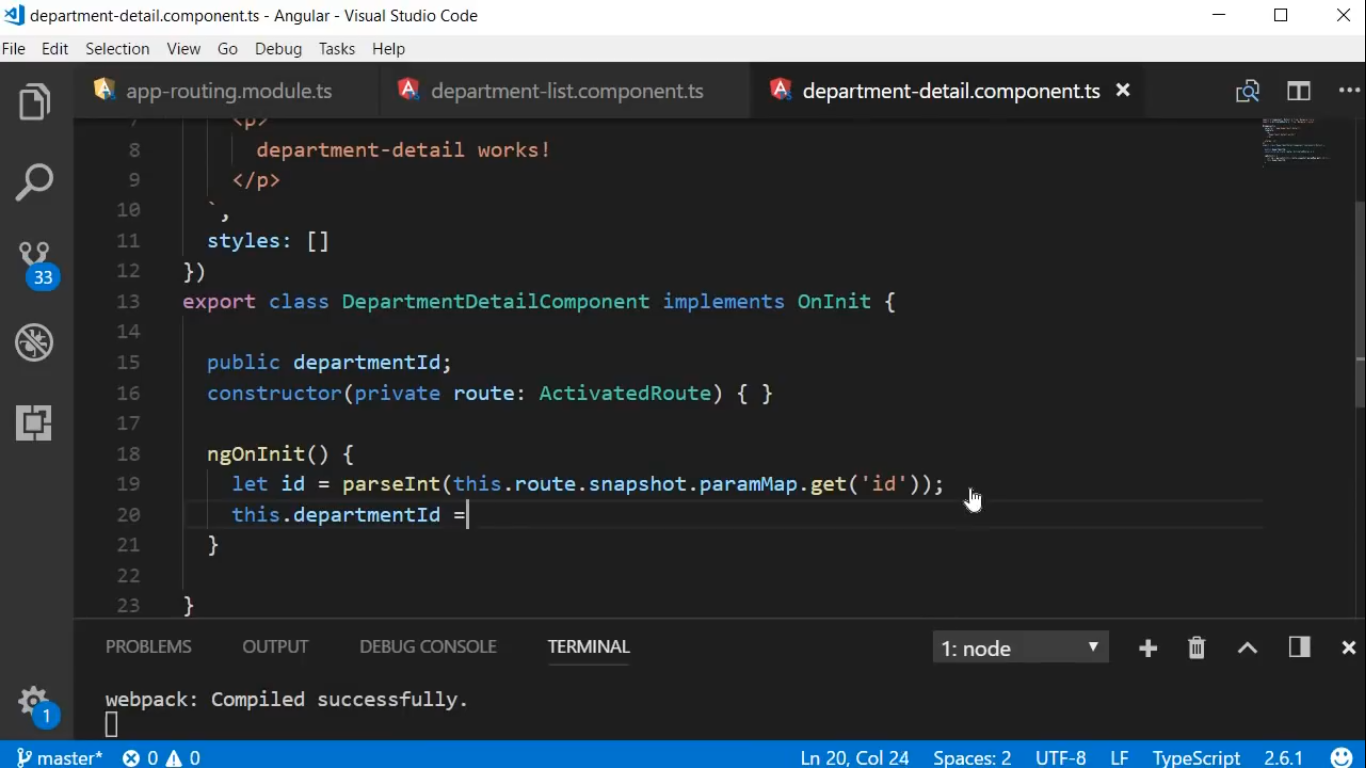 department-detail.component.ts - Angular - Visual Studio Code
File Edit Selection View Go Debug Tasks Help
app-routing.module.ts department-list.component.ts department-detail.component.ts
7 <p>
8 department-detail works!
9 </p>
10 `,
11 styles: []
12 })
13 export class DepartmentDetailComponent implements OnInit {
14
15 public departmentId;
16 constructor(private route: ActivatedRoute) { }
17
18 ngOnInit() {
19 let id = parseInt(this.route.snapshot.paramMap.get('id'));
20 this.departmentId =
21 }
22
23 }
33
1
PROBLEMS OUTPUT DEBUG CONSOLE TERMINAL 1: node
webpack: Compiled successfully.
master* 0 0 Ln 20, Col 24 Spaces: 2 UTF-8 LF TypeScript 2.6.1